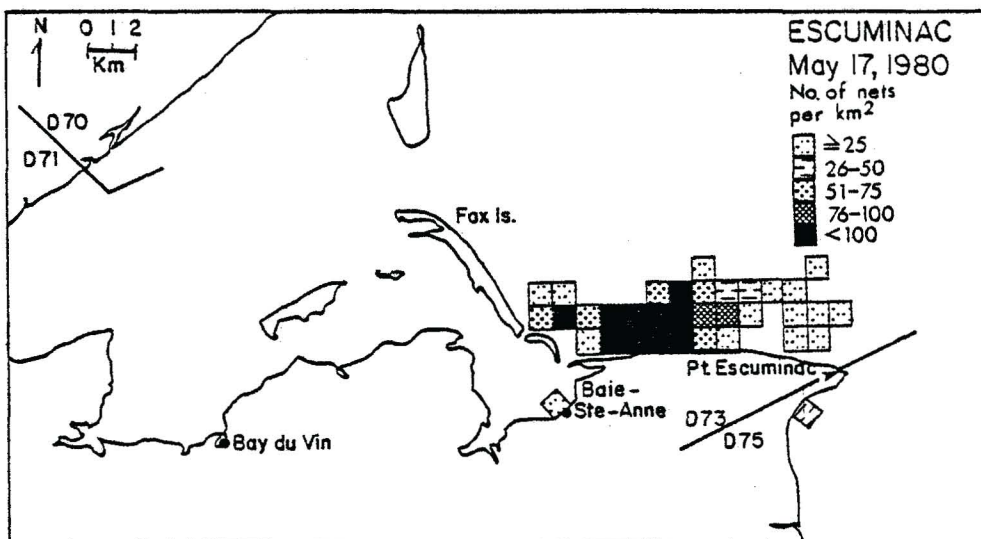 N
0 1 2
Km
ESCUMINAC
May 17, 1980
No. of nets
per km2
≥25
26-50
51-75
76-100
<100
D70
D71
Fox Is.
Pt. Escuminac
Baie-
Ste-Anne
D73
D75
Bay du Vin